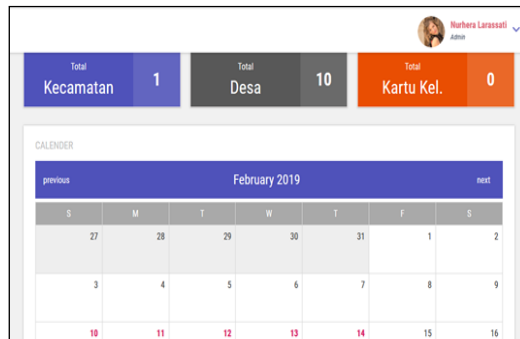 Nurhera Larassati
Admin
Total
Kecamatan
1
Total
Desa
10
Total
Kartu Kel.
0
CALENDER
previous
February 2019
next
S M T W T F S
27 28 29 30 31 1 2
3 4 5 6 7 8 9
10 11 12 13 14 15 16